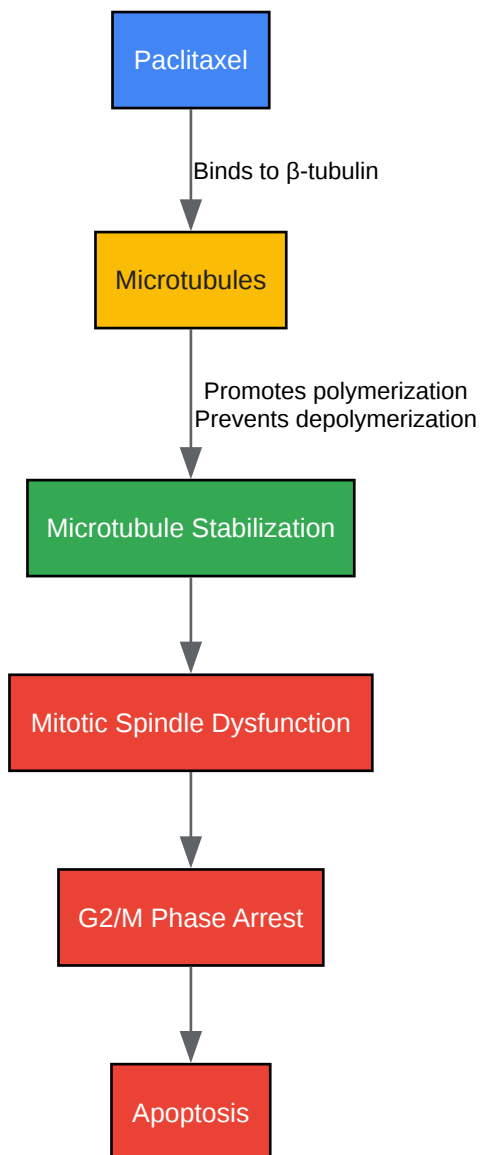 Paclitaxel
Binds to β-tubulin
Microtubules
Promotes polymerization
Prevents depolymerization
Microtubule Stabilization
Mitotic Spindle Dysfunction
G2/M Phase Arrest
Apoptosis